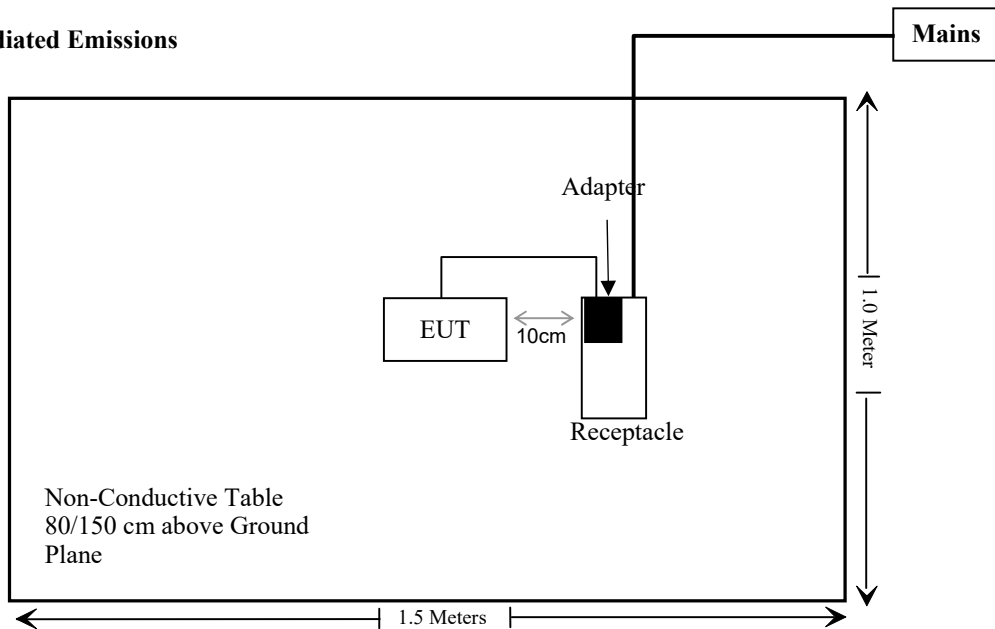 Mains
diated Emissions
Adapter
EUT
10cm
1.0 Meter
Receptacle
Non-Conductive Table
80/150 cm above Ground
Plane
1.5 Meters